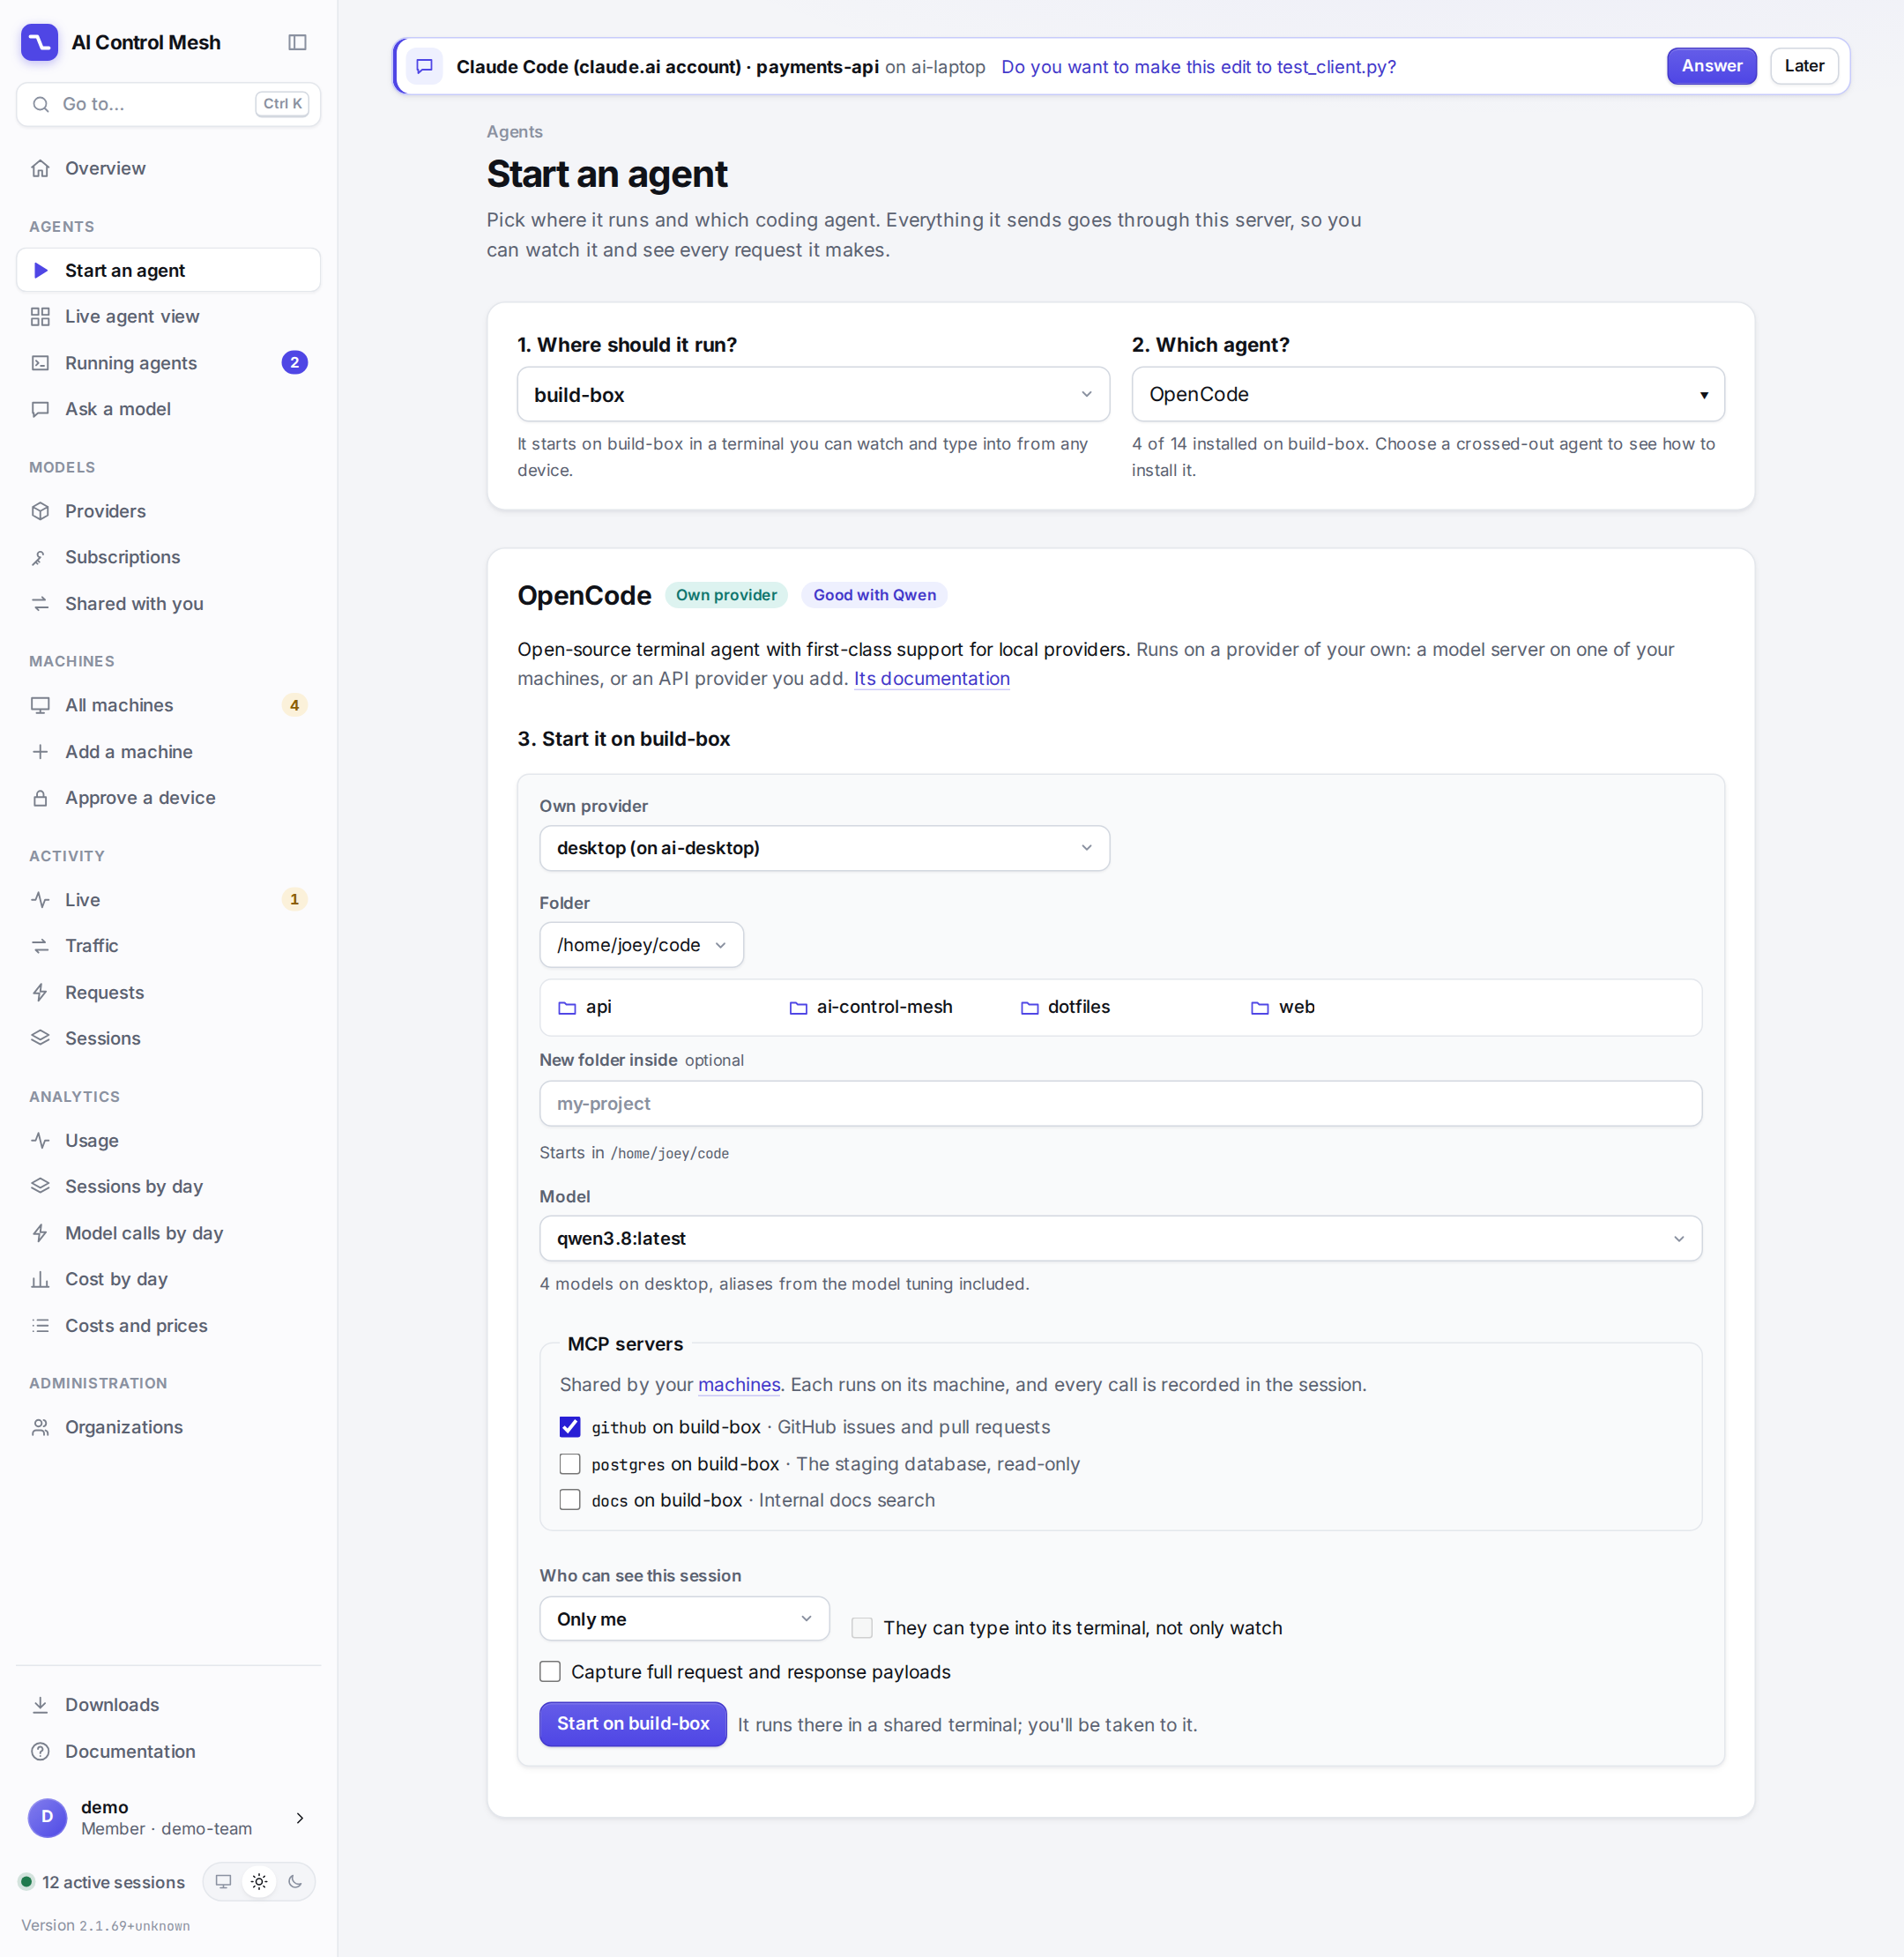 AI Control Mesh
Go to...
Ctrl K
Overview
AGENTS
Start an agent
Live agent view
Running agents 2
Ask a model
MODELS
Providers
Subscriptions
Shared with you
MACHINES
All machines 4
Add a machine
Approve a device
ACTIVITY
Live 1
Traffic
Requests
Sessions
ANALYTICS
Usage
Sessions by day
Model calls by day
Cost by day
Costs and prices
ADMINISTRATION
Organizations
Downloads
Documentation
D
demo
Member · demo-team
12 active sessions
Version 2.1.69+unknown
Claude Code (claude.ai account) · payments-api on ai-laptop Do you want to make this edit to test_client.py?
Answer
Later
Agents
Start an agent
Pick where it runs and which coding agent. Everything it sends goes through this server, so you
can watch it and see every request it makes.
1. Where should it run?
build-box
It starts on build-box in a terminal you can watch and type into from any
device.
2. Which agent?
OpenCode
4 of 14 installed on build-box. Choose a crossed-out agent to see how to
install it.
OpenCode Own provider Good with Qwen
Open-source terminal agent with first-class support for local providers. Runs on a provider of your own: a model server on one of your
machines, or an API provider you add. Its documentation
3. Start it on build-box
Own provider
desktop (on ai-desktop)
Folder
/home/joey/code
api ai-control-mesh dotfiles web
New folder inside optional
my-project
Starts in /home/joey/code
Model
qwen3.8:latest
4 models on desktop, aliases from the model tuning included.
MCP servers
Shared by your machines. Each runs on its machine, and every call is recorded in the session.
github on build-box · GitHub issues and pull requests
postgres on build-box · The staging database, read-only
docs on build-box · Internal docs search
Who can see this session
Only me
They can type into its terminal, not only watch
Capture full request and response payloads
Start on build-box
It runs there in a shared terminal; you'll be taken to it.